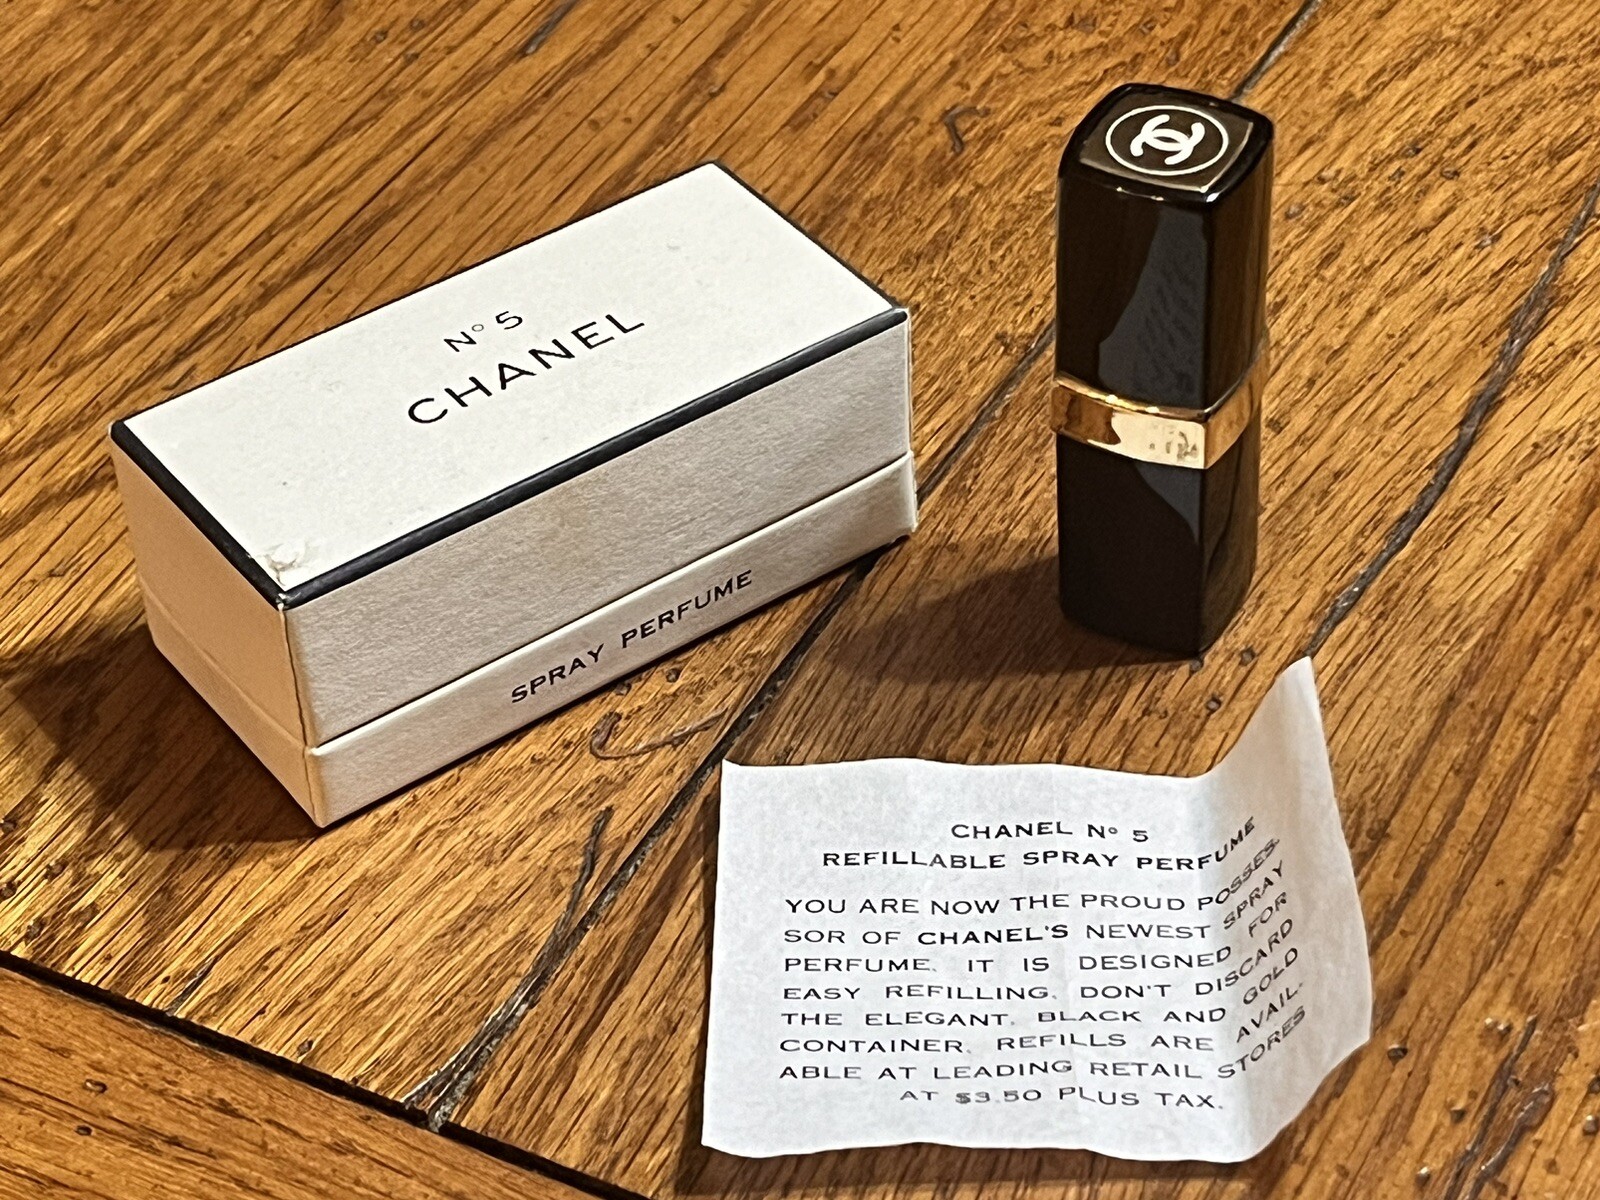 N° 5
CHANEL
SPRAY PERFUME
CHANEL N° 5
REFILLABLE SPRAY PERFUME
YOU ARE NOW THE PROUD POSSES-
SOR OF CHANEL'S NEWEST SPRAY
PERFUME. IT IS DESIGNED FOR
EASY REFILLING. DON'T DISCARD
THE ELEGANT, BLACK AND GOLD
CONTAINER. REFILLS ARE AVAIL-
ABLE AT LEADING RETAIL STORES
AT $3.50 PLUS TAX.